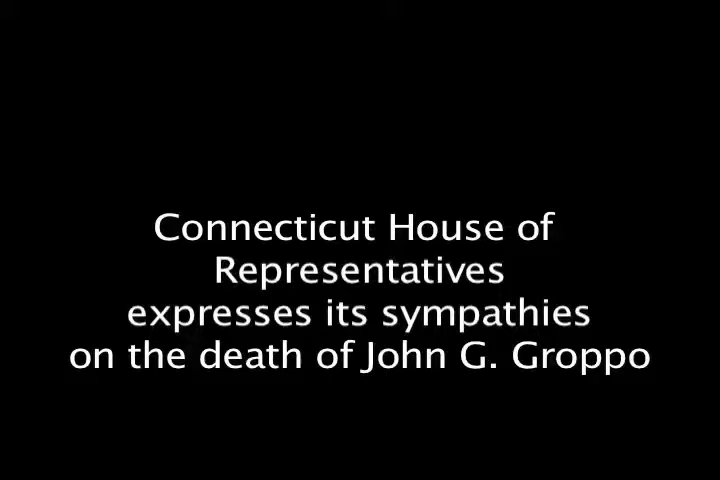 Connecticut House of
Representatives
expresses its sympathies
on the death of John G. Groppo